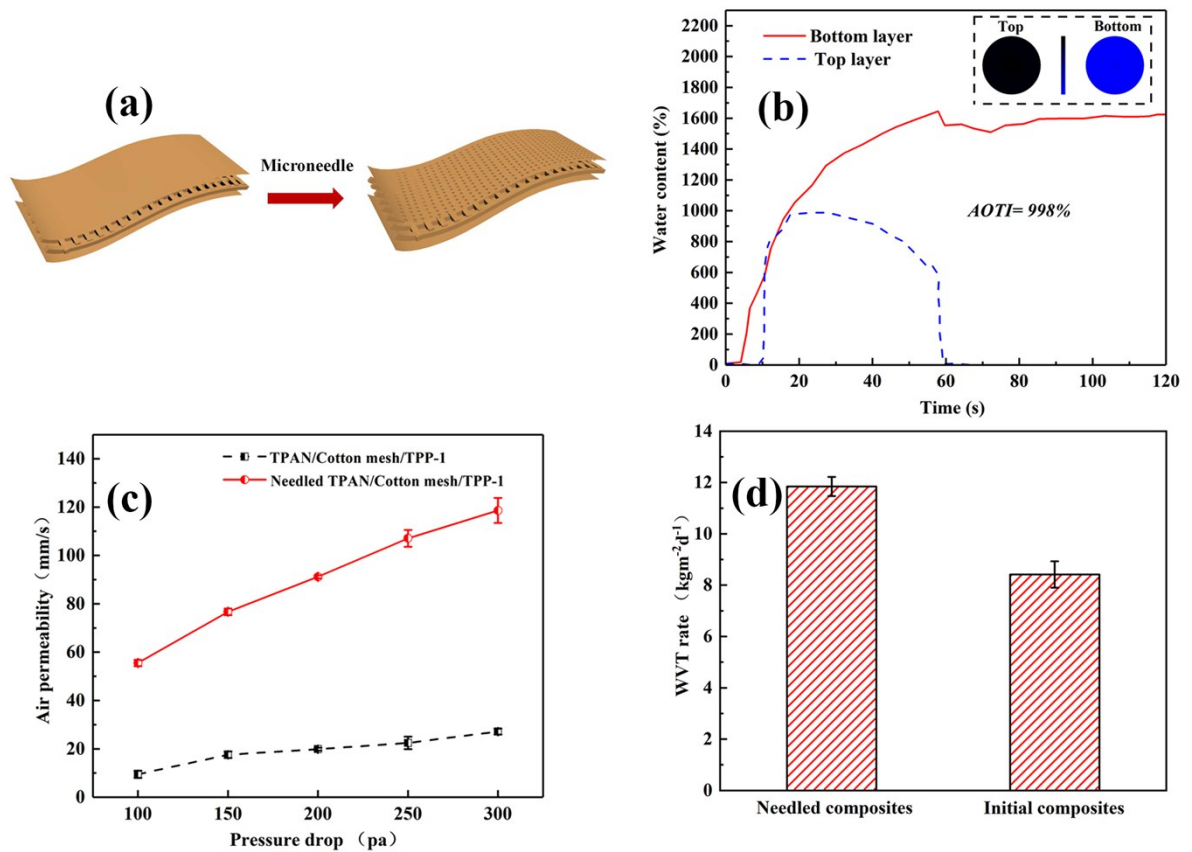 (a)
Microneedle
(b)
Bottom layer
Top layer
Top
Bottom
AOTI= 998%
Water content (%)
2200
2000
1800
1600
1400
1200
1000
800
600
400
200
0
0 20 40 60 80 100 120
Time (s)
(c)
TPAN/Cotton mesh/TPP-1
Needled TPAN/Cotton mesh/TPP-1
Air permeability（mm/s）
140
120
100
80
60
40
20
0
100 150 200 250 300
Pressure drop （pa）
(d)
WVT rate （kgm⁻²d⁻¹）
14
12
10
8
6
4
2
0
Needled composites Initial composites